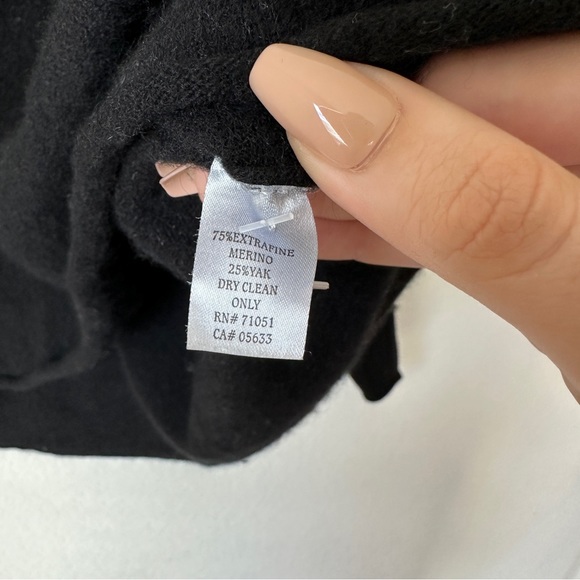 75%EXTRAFINE
MERINO
25%YAK
DRY CLEAN
ONLY
RN# 71051
CA# 05633